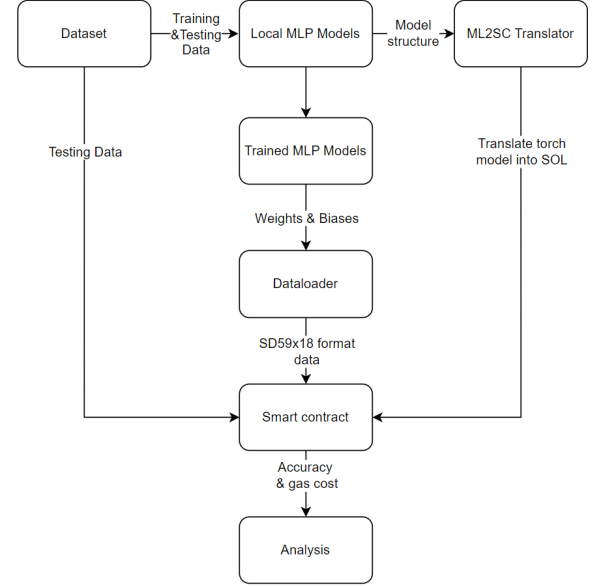 Dataset
Training
&Testing
Data
Local MLP Models
Model
structure
ML2SC Translator
Testing Data
Trained MLP Models
Translate torch
model into SOL
Weights & Biases
Dataloader
SD59x18 format
data
Smart contract
Accuracy
& gas cost
Analysis